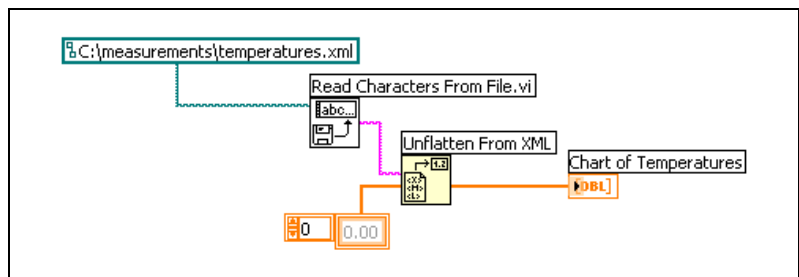 C:\measurements\temperatures.xml
Read Characters From File.vi
abc...
Unflatten From XML
1.2
<X>
<M>
<L>
Chart of Temperatures
DBL]
0
0.00